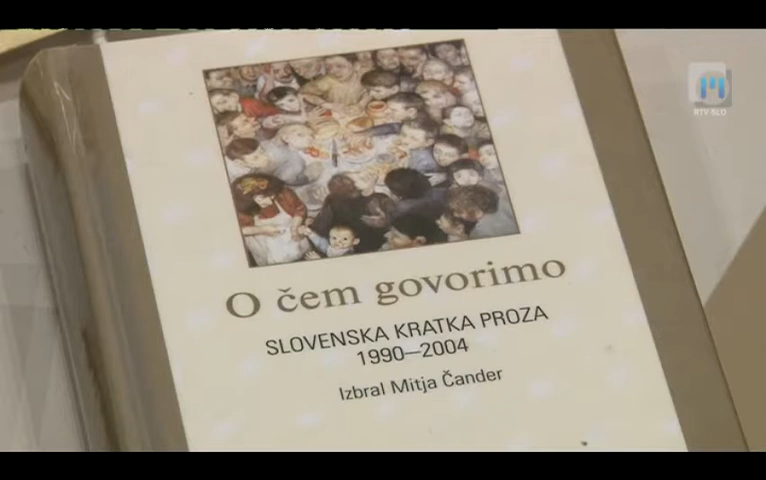 RTV SLO
O čem govorimo
SLOVENSKA KRATKA PROZA
1990–2004
Izbral Mitja Čander